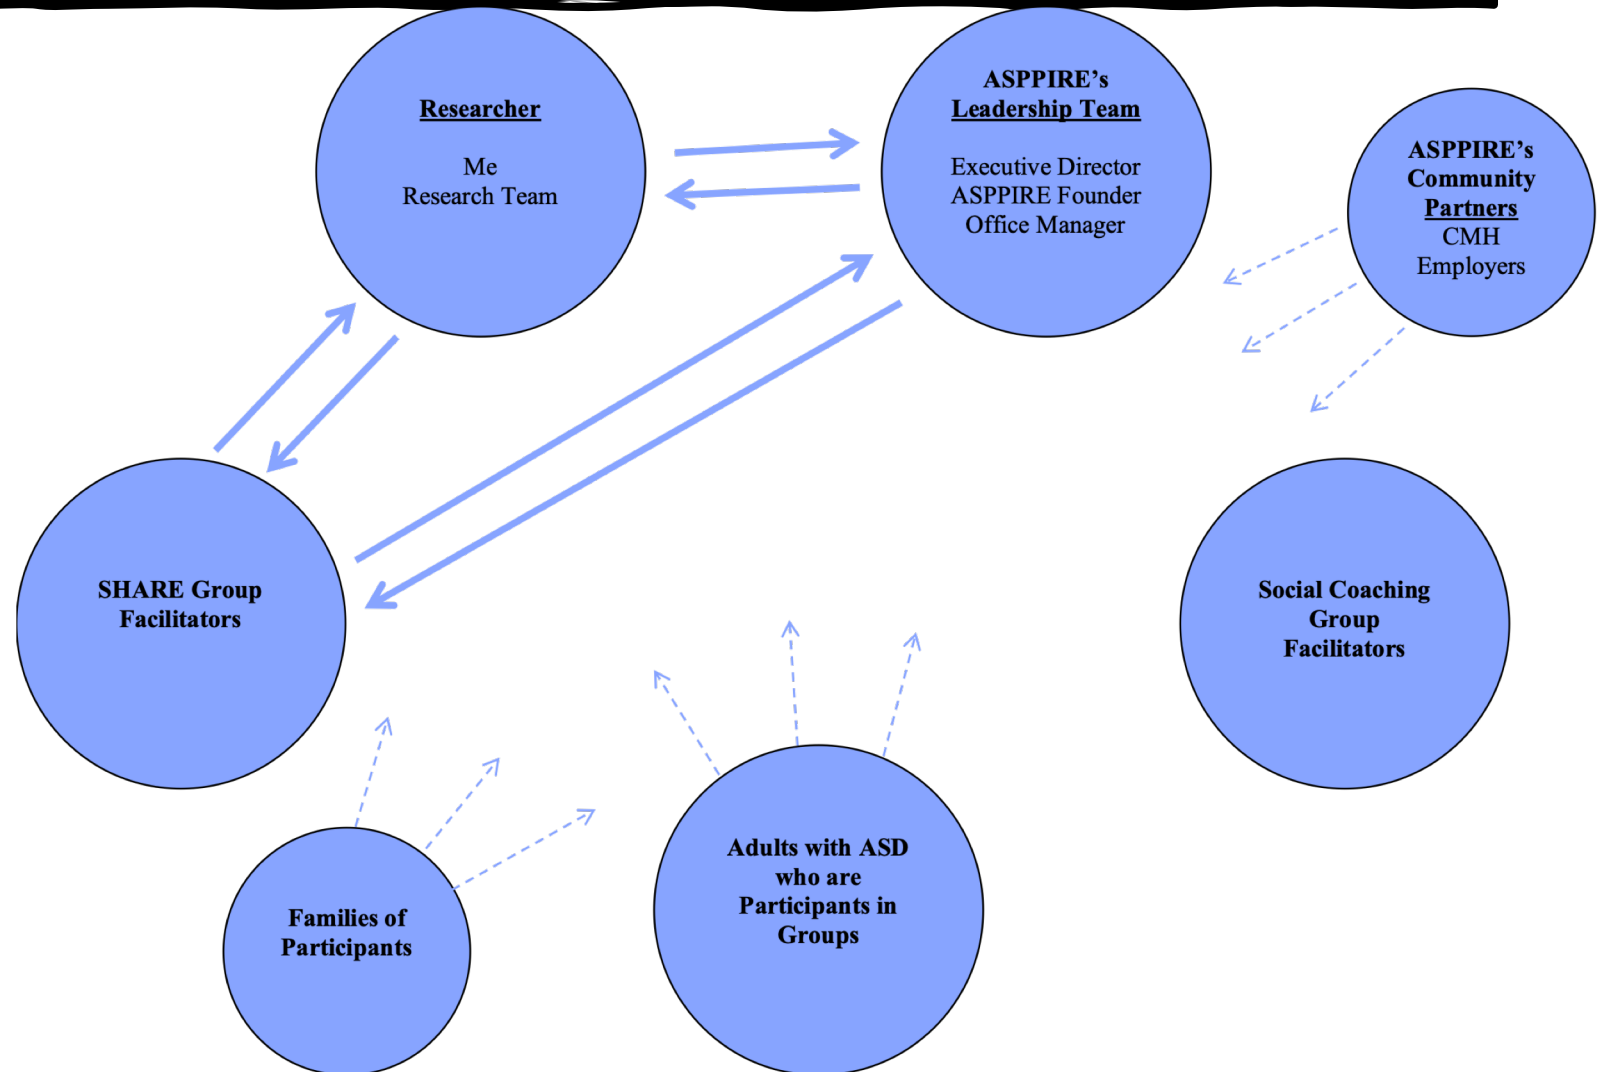 Researcher
Me
Research Team
ASPPIRE’s
Leadership Team
Executive Director
ASPPIRE Founder
Office Manager
ASPPIRE’s
Community
Partners
CMH
Employers
SHARE Group
Facilitators
Social Coaching
Group
Facilitators
Families of
Participants
Adults with ASD
who are
Participants in
Groups